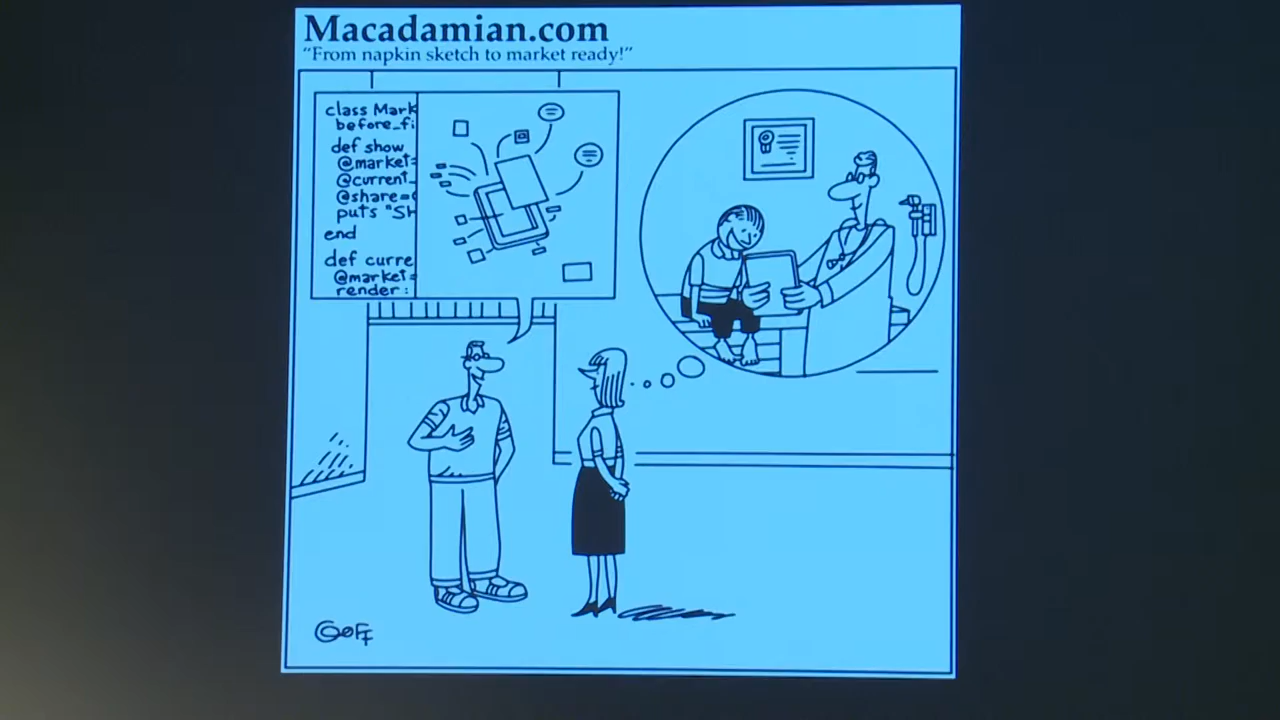 Macadamian.com
“From napkin sketch to market ready!”
class Mark
before_fi
def show
@market=
@current_
@share=
puts "SH
end
def curre
@market=
render :
GOFF